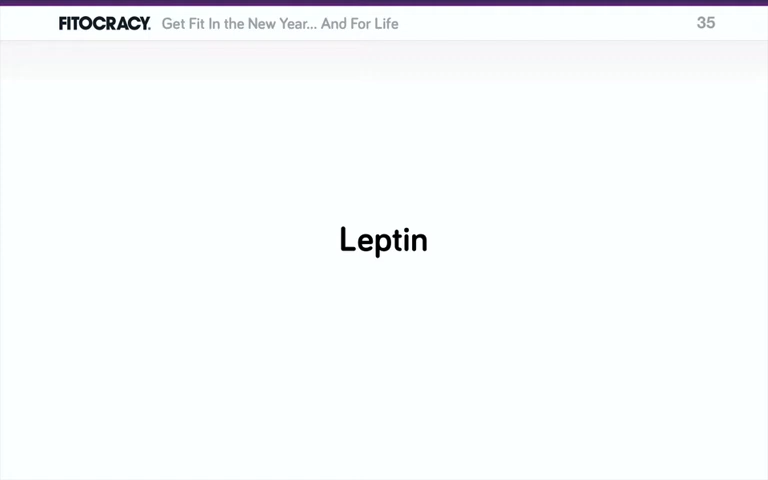 FITOCRACY. Get Fit In the New Year... And For Life 35
Leptin